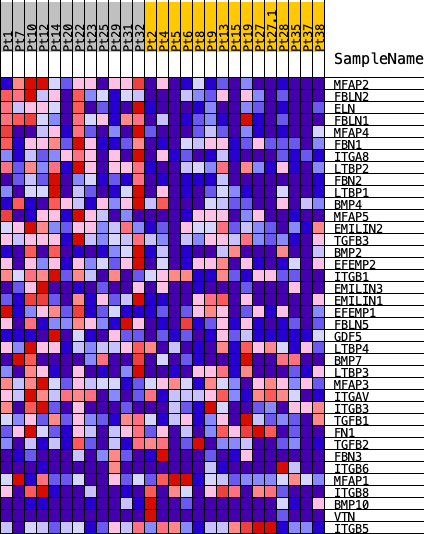 Pt1
Pt7
Pt10
Pt12
Pt14
Pt20
Pt22
Pt23
Pt25
Pt29
Pt31
Pt32
Pt2
Pt4
Pt5
Pt6
Pt8
Pt9
Pt13
Pt15
Pt19
Pt27
Pt27.1
Pt28
Pt35
Pt37
Pt38
SampleName
MFAP2
FBLN2
ELN
FBLN1
MFAP4
FBN1
ITGA8
LTBP2
FBN2
LTBP1
BMP4
MFAP5
EMILIN2
TGFB3
BMP2
EFEMP2
ITGB1
EMILIN3
EMILIN1
EFEMP1
FBLN5
GDF5
LTBP4
BMP7
LTBP3
MFAP3
ITGAV
ITGB3
TGFB1
FN1
TGFB2
FBN3
ITGB6
MFAP1
ITGB8
BMP10
VTN
ITGB5